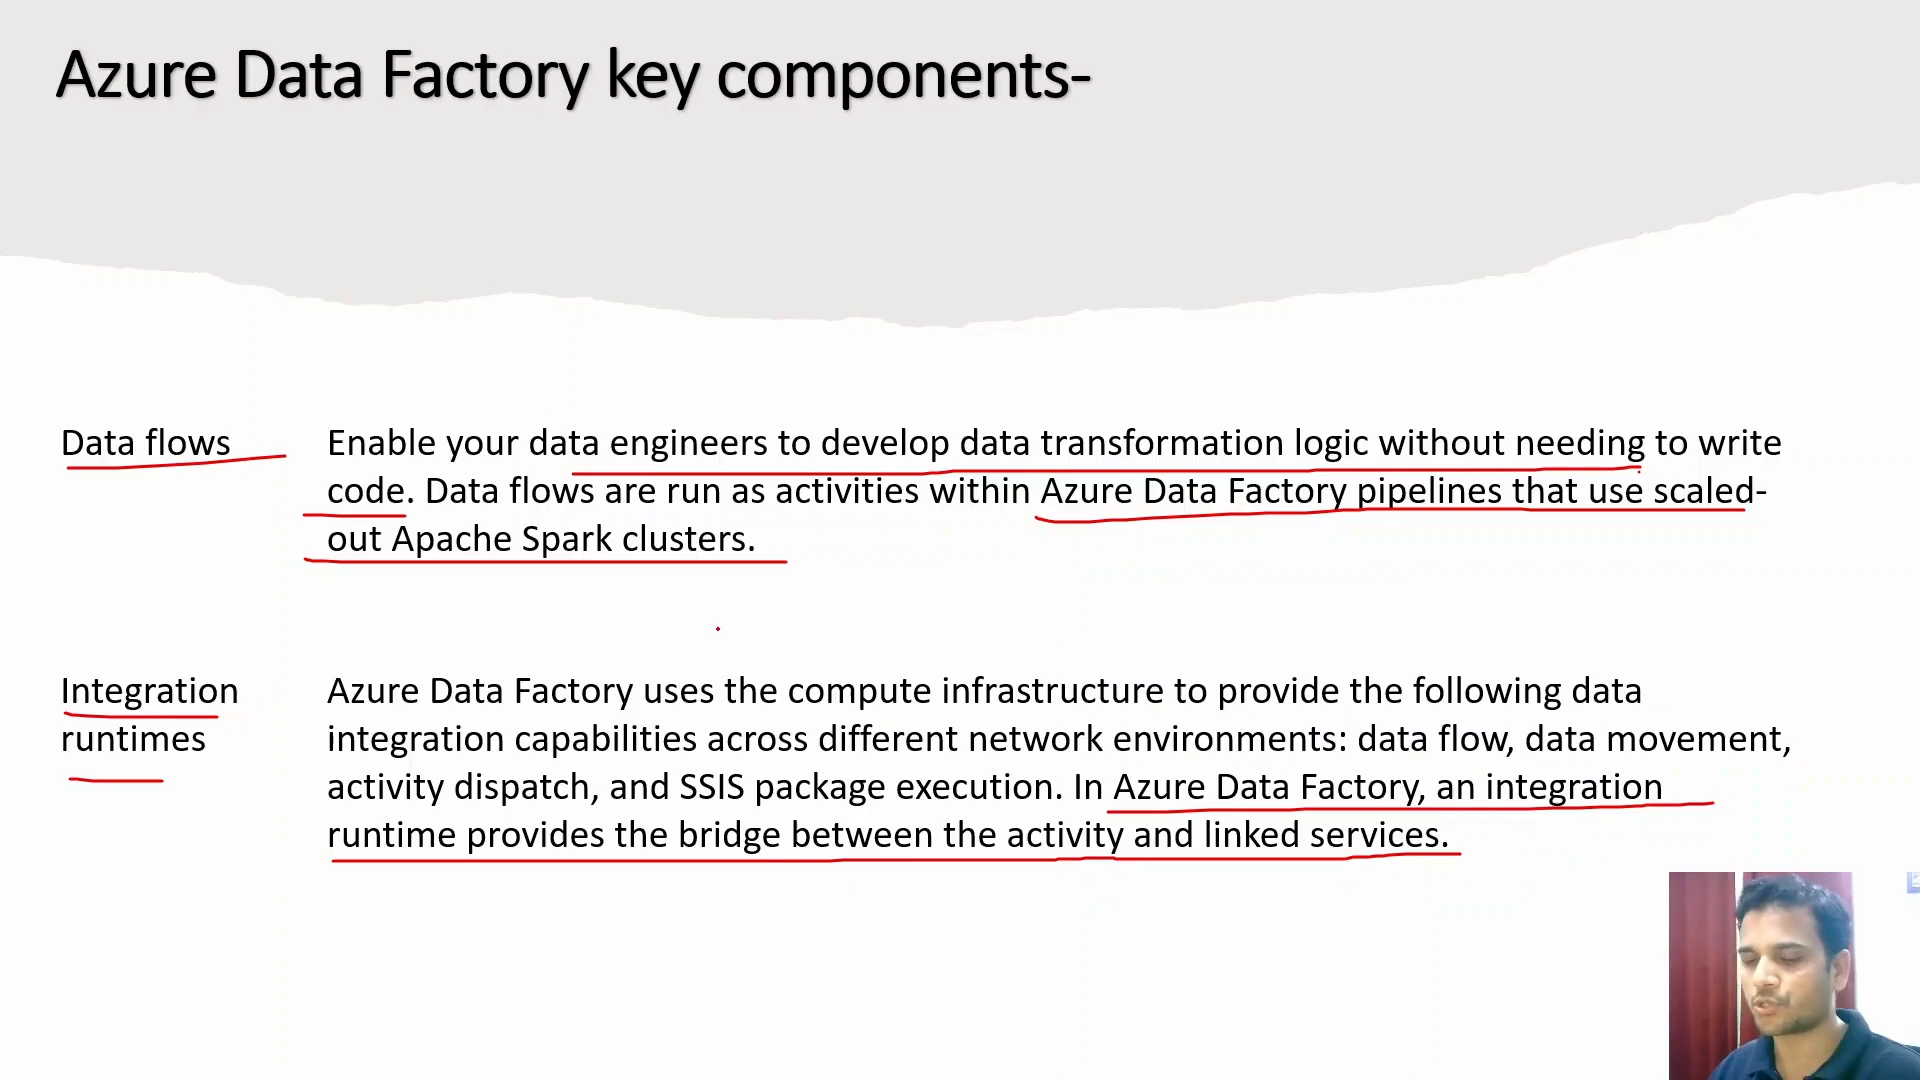 Azure Data Factory key components-
Data flows
Enable your data engineers to develop data transformation logic without needing to write
code. Data flows are run as activities within Azure Data Factory pipelines that use scaled-
out Apache Spark clusters.
Integration
runtimes
Azure Data Factory uses the compute infrastructure to provide the following data
integration capabilities across different network environments: data flow, data movement,
activity dispatch, and SSIS package execution. In Azure Data Factory, an integration
runtime provides the bridge between the activity and linked services.